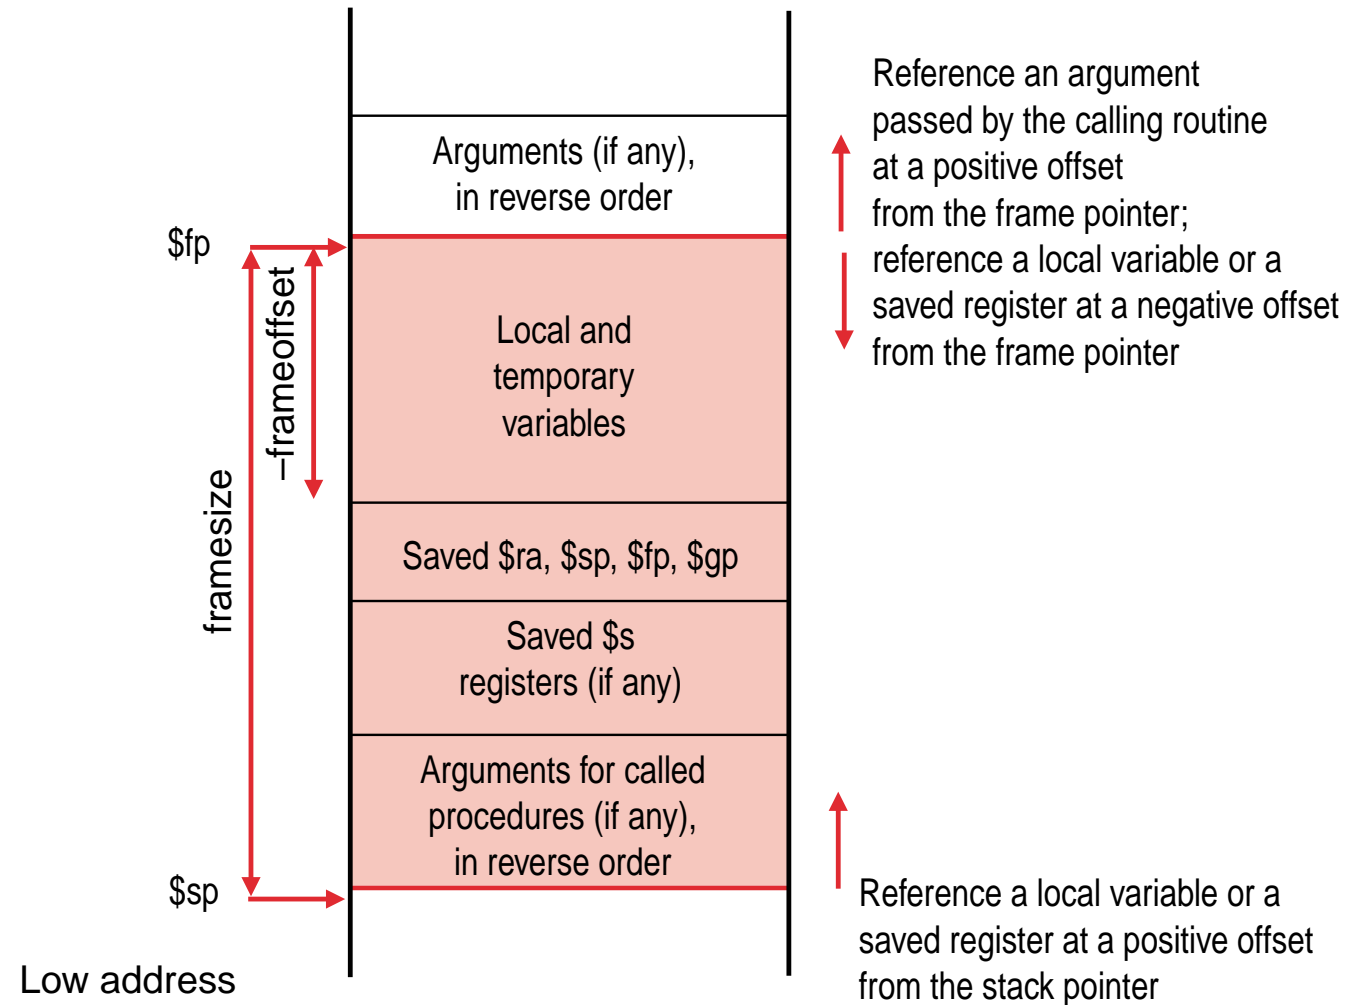 Reference an argument
passed by the calling routine
at a positive offset
from the frame pointer;
reference a local variable or a
saved register at a negative offset
from the frame pointer
Arguments (if any),
in reverse order
$fp
–frameoffset
framesize
Local and
temporary
variables
Saved $ra, $sp, $fp, $gp
Saved $s
registers (if any)
Arguments for called
procedures (if any),
in reverse order
$sp
Reference a local variable or a
saved register at a positive offset
from the stack pointer
Low address